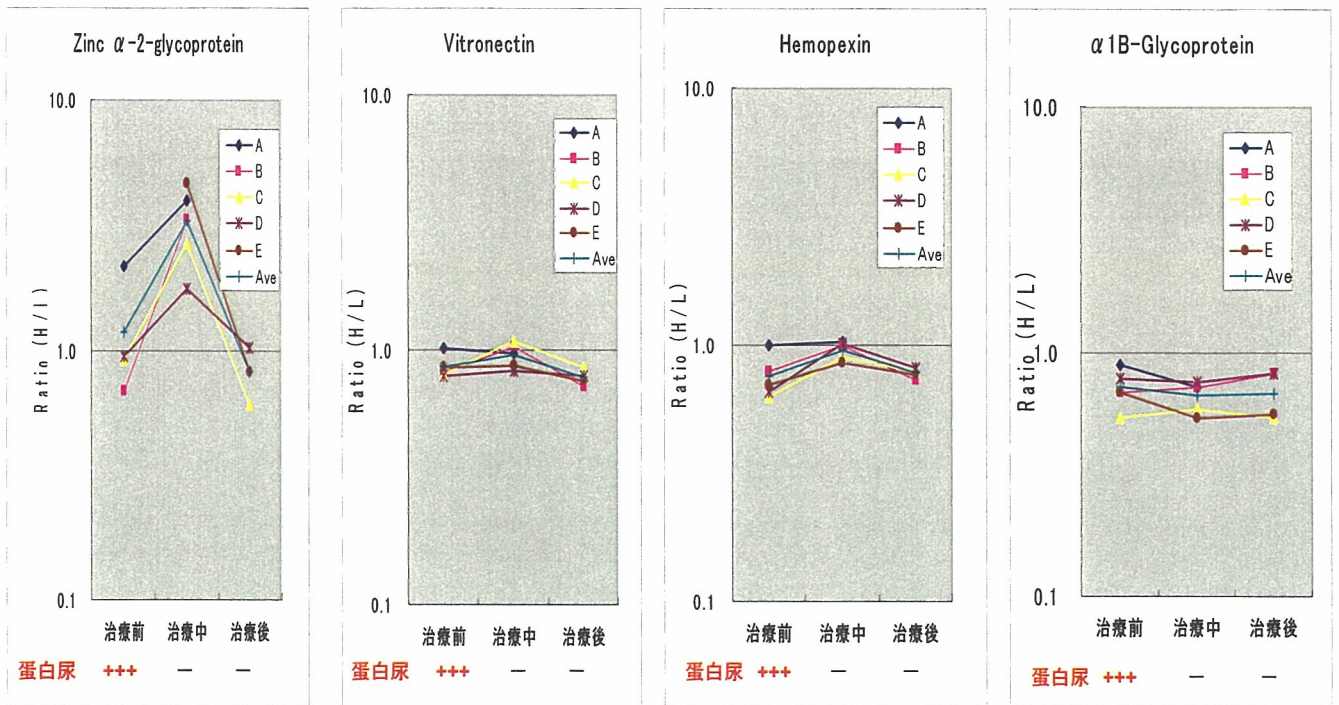 Zinc α-2-glycoprotein
10.0
1.0
0.1
Ratio (H/l)
A
B
C
D
E
Ave
治療前 治療中 治療後
蛋白尿 +++ − −
Vitronectin
10.0
1.0
0.1
Ratio (H/L)
A
B
C
D
E
Ave
治療前 治療中 治療後
蛋白尿 +++ − −
Hemopexin
10.0
1.0
0.1
Ratio (H/L)
A
B
C
D
E
Ave
治療前 治療中 治療後
蛋白尿 +++ − −
α1B-Glycoprotein
10.0
1.0
0.1
Ratio (H/L)
A
B
C
D
E
Ave
治療前 治療中 治療後
蛋白尿 +++ − −